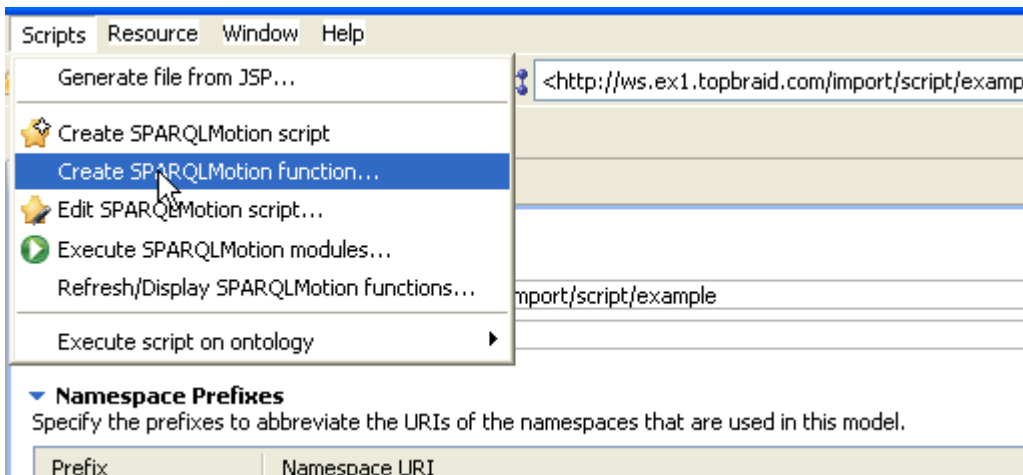 Scripts Resource Window Help
Generate file from JSP...
<http://ws.ex1.topbraid.com/import/script/examp
Create SPARQLMotion script
Create SPARQLMotion function...
Edit SPARQLMotion script...
Execute SPARQLMotion modules...
Refresh/Display SPARQLMotion functions...
mport/script/example
Execute script on ontology
Namespace Prefixes
Specify the prefixes to abbreviate the URIs of the namespaces that are used in this model.
Prefix Namespace URI